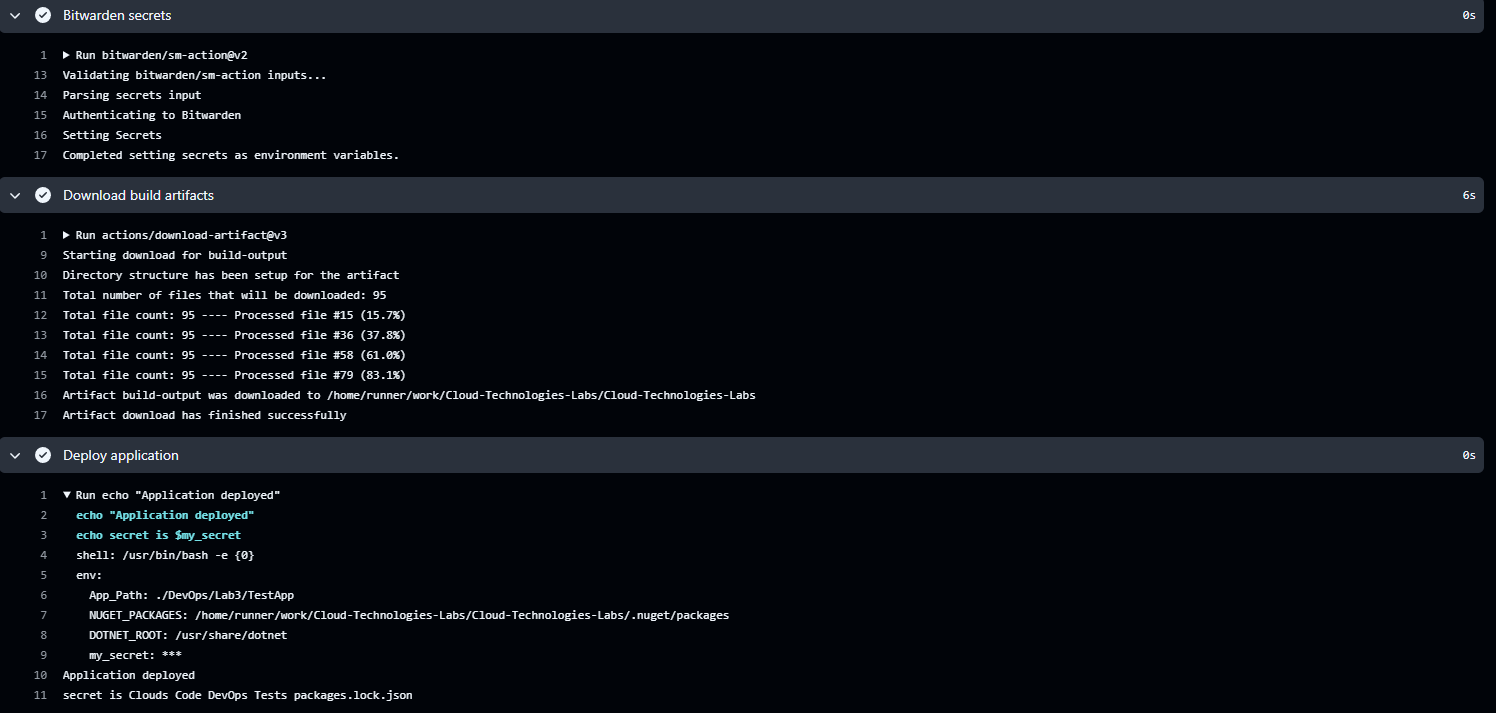 Bitwarden secrets 0s
1 Run bitwarden/sm-action@v2
13 Validating bitwarden/sm-action inputs...
14 Parsing secrets input
15 Authenticating to Bitwarden
16 Setting Secrets
17 Completed setting secrets as environment variables.
Download build artifacts 6s
1 Run actions/download-artifact@v3
9 Starting download for build-output
10 Directory structure has been setup for the artifact
11 Total number of files that will be downloaded: 95
12 Total file count: 95 ---- Processed file #15 (15.7%)
13 Total file count: 95 ---- Processed file #36 (37.8%)
14 Total file count: 95 ---- Processed file #58 (61.0%)
15 Total file count: 95 ---- Processed file #79 (83.1%)
16 Artifact build-output was downloaded to /home/runner/work/Cloud-Technologies-Labs/Cloud-Technologies-Labs
17 Artifact download has finished successfully
Deploy application 0s
1 Run echo "Application deployed"
2 echo "Application deployed"
3 echo secret is $my_secret
4 shell: /usr/bin/bash -e {0}
5 env:
6 App_Path: ./DevOps/Lab3/TestApp
7 NUGET_PACKAGES: /home/runner/work/Cloud-Technologies-Labs/Cloud-Technologies-Labs/.nuget/packages
8 DOTNET_ROOT: /usr/share/dotnet
9 my_secret: ***
10 Application deployed
11 secret is Clouds Code DevOps Tests packages.lock.json